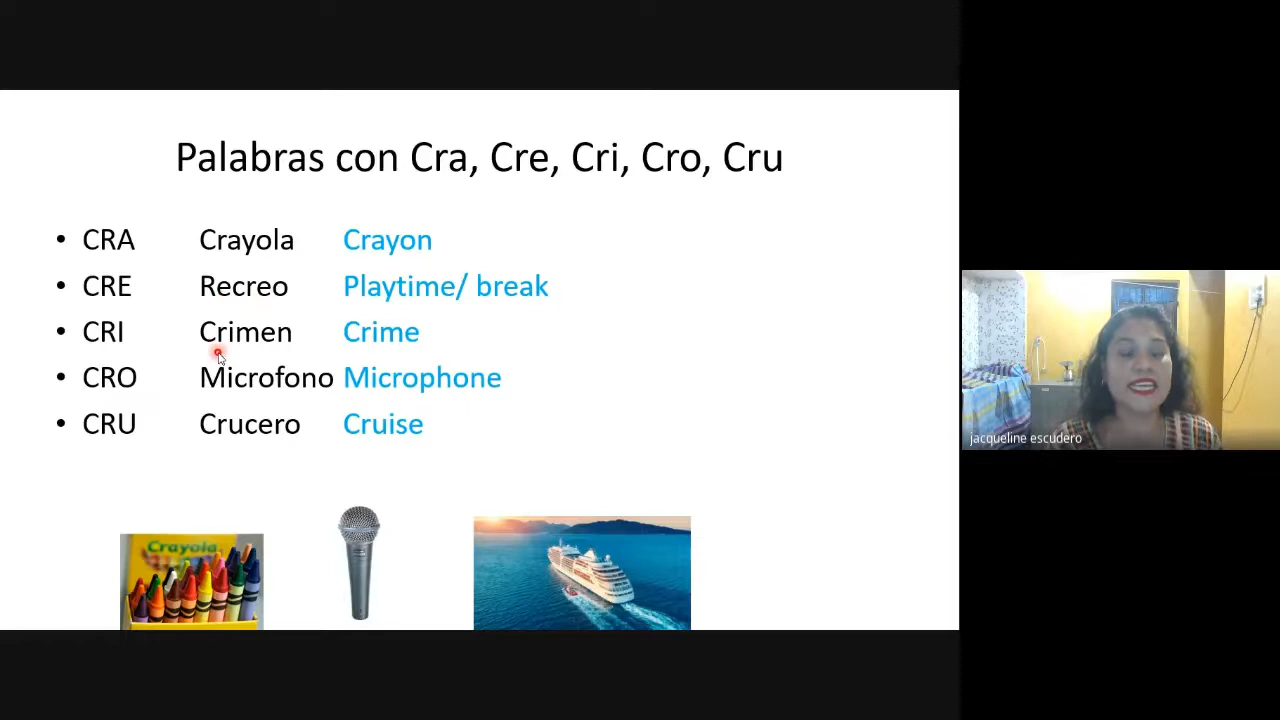 Palabras con Cra, Cre, Cri, Cro, Cru
• CRA Crayola Crayon
• CRE Recreo Playtime/ break
• CRI Crimen Crime
• CRO Microfono Microphone
• CRU Crucero Cruise
Crayola
jacqueline escudero